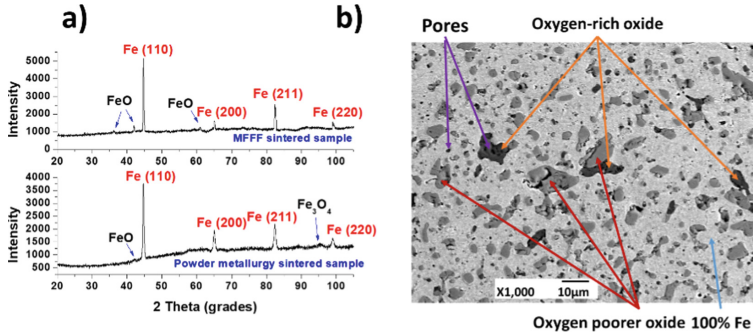 a)
Fe (110)
5000
4000
3000
2000
1000
0
Intensity
FeO
FeO
Fe (200)
Fe (211)
Fe (220)
MFFF sintered sample
20 30 40 50 60 70 80 90 100
4000
3500
3000
2500
2000
1500
1000
500
Intensity
Fe (110)
FeO
Fe (200)
Fe (211)
Fe₃O₄
Fe (220)
Powder metallurgy sintered sample
20 30 40 50 60 70 80 90 100
2 Theta (grades)
b)
Pores
Oxygen-rich oxide
X1,000
10µm
Oxygen poorer oxide
100% Fe